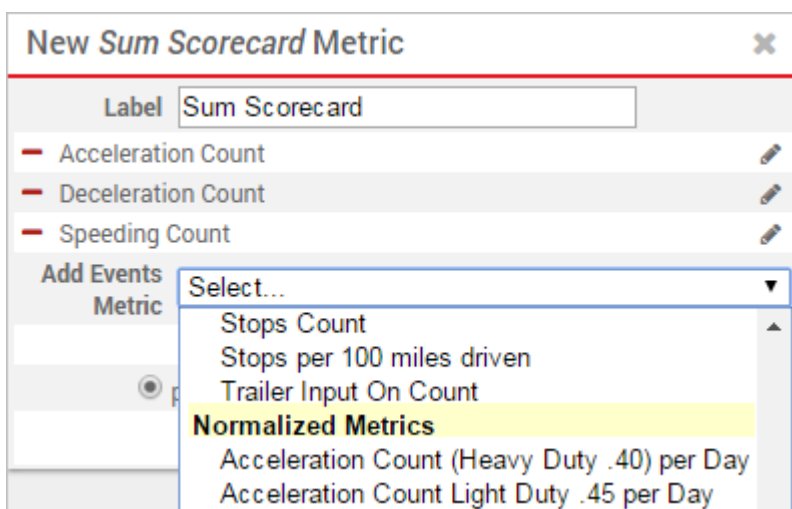 New Sum Scorecard Metric
Label Sum Scorecard
Acceleration Count
Deceleration Count
Speeding Count
Add Events
Metric
Select...
Stops Count
Stops per 100 miles driven
Trailer Input On Count
Normalized Metrics
Acceleration Count (Heavy Duty .40) per Day
Acceleration Count Light Duty .45 per Day